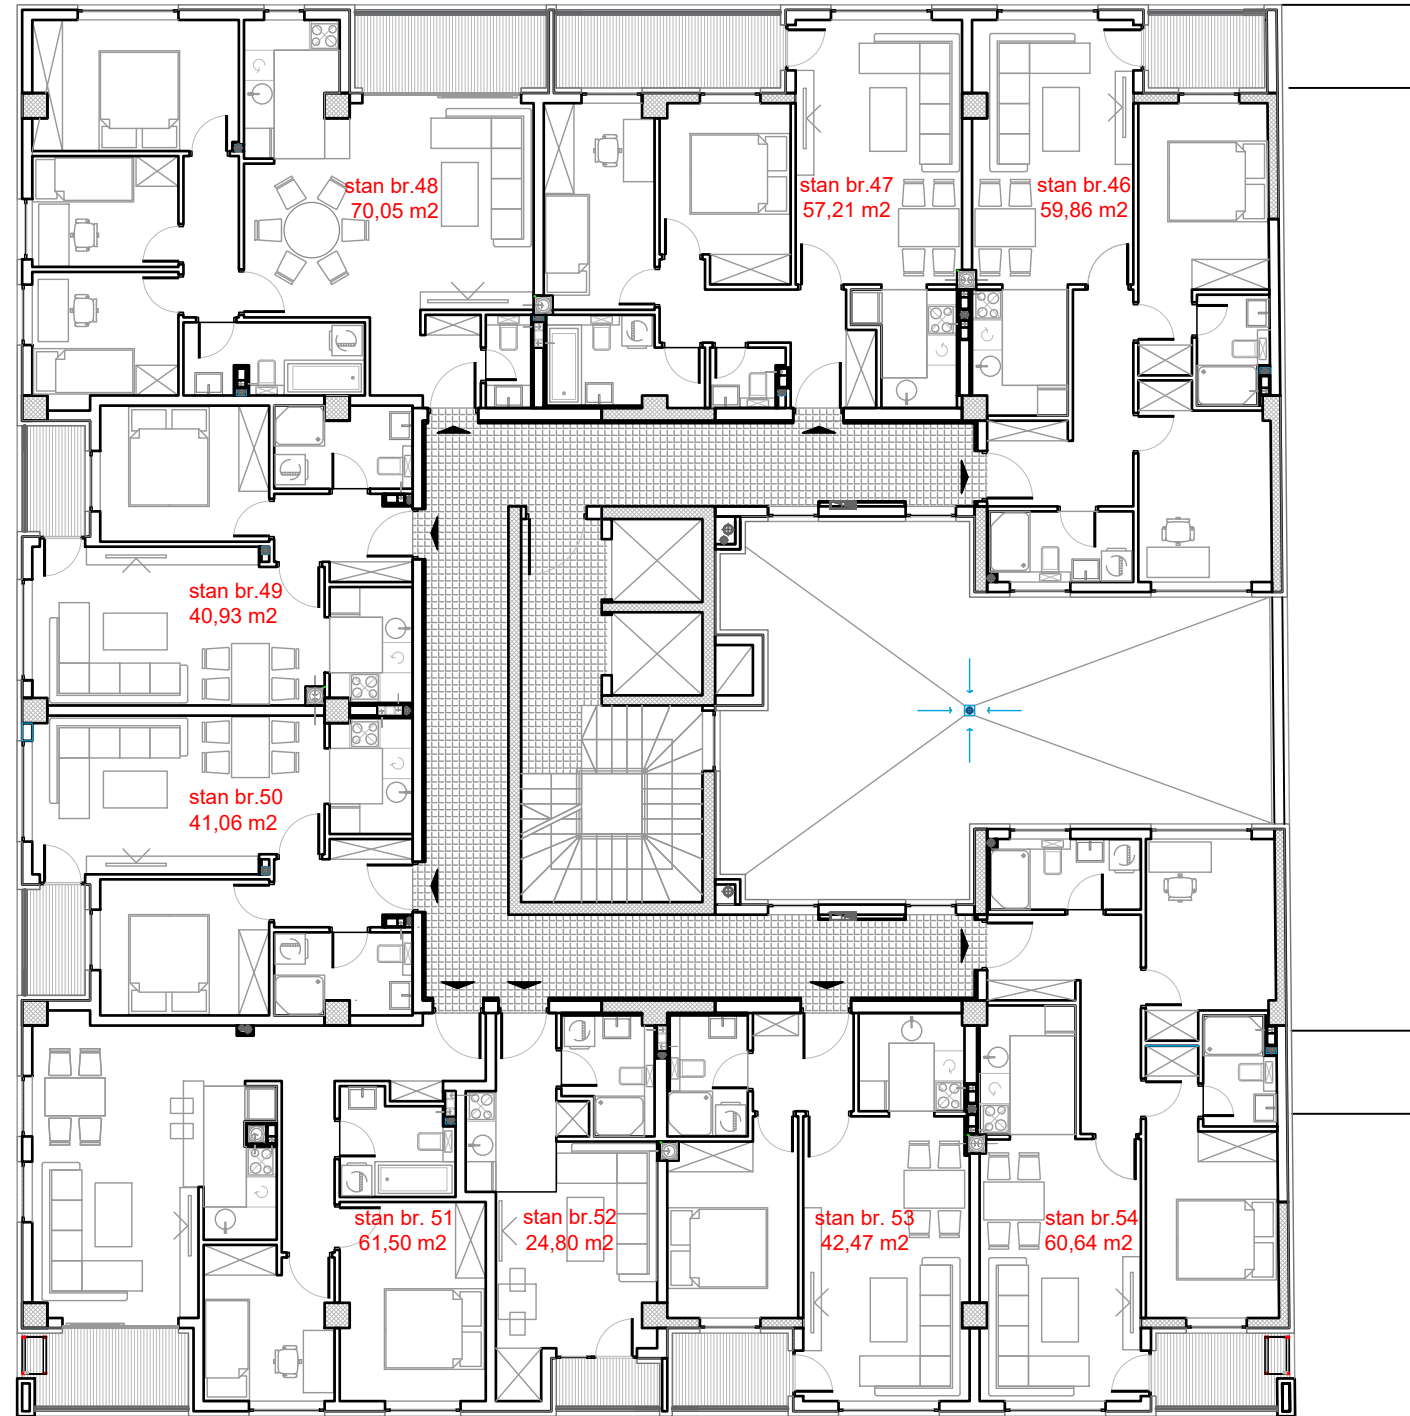 stan br.48
70,05 m2
stan br.47
57,21 m2
stan br.46
59,86 m2
stan br.49
40,93 m2
stan br.50
41,06 m2
stan br. 51
61,50 m2
stan br.52
24,80 m2
stan br. 53
42,47 m2
stan br.54
60,64 m2